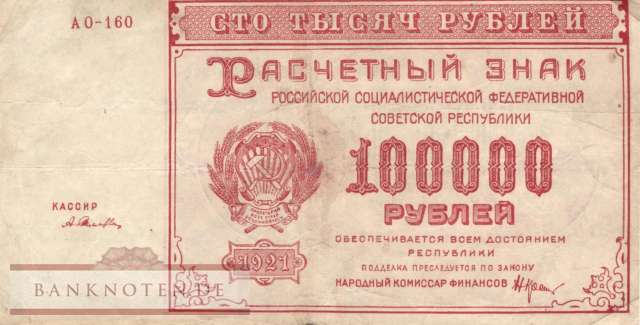 АО-160
СТО ТЫСЯЧ РУБЛЕЙ
РАСЧЕТНЫЙ ЗНАК
РОССИЙСКОЙ СОЦИАЛИСТИЧЕСКОЙ ФЕДЕРАТИВНОЙ
СОВЕТСКОЙ РЕСПУБЛИКИ
100000
РУБЛЕЙ
КАССИР
1921
ОБЕСПЕЧИВАЕТСЯ ВСЕМ ДОСТОЯНИЕМ
РЕСПУБЛИКИ
ПОДДЕЛКА ПРЕСЛЕДУЕТСЯ ПО ЗАКОНУ
НАРОДНЫЙ КОМИССАР ФИНАНСОВ
BANKNOTEN.DE